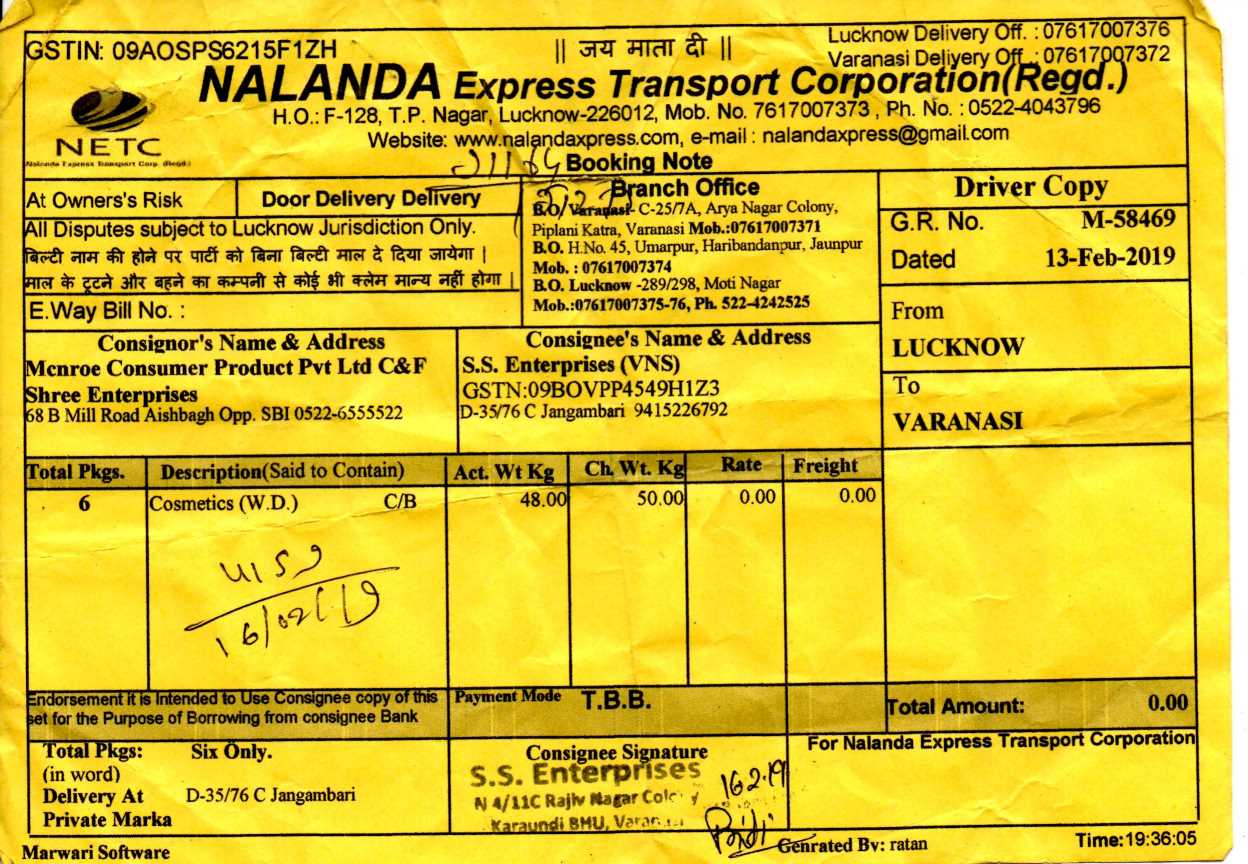 GSTIN: 09AOSPS6215F1ZH
|| जय माता दी ||
Lucknow Delivery Off. : 07617007376
Varanasi Deliyery Off. : 07617007372
NALANDA Express Transport Corporation(Regd.)
H.O.: F-128, T.P. Nagar, Lucknow-226012, Mob. No. 7617007373 , Ph. No. : 0522-4043796
Website: www.nalandaxpress.com, e-mail : nalandaxpress@gmail.com
NETC
Nalanda Express Transport Corp. (Regd.)
Booking Note
At Owners's Risk
Door Delivery Delivery
All Disputes subject to Lucknow Jurisdiction Only.
बिल्टी नाम की होने पर पार्टी को बिना बिल्टी माल दे दिया जायेगा |
माल के टूटने और बहने का कम्पनी से कोई भी क्लेम मान्य नहीं होगा |
E.Way Bill No. :
Branch Office
B.O. Varanasi- C-25/7A, Arya Nagar Colony,
Piplani Katra, Varanasi Mob.:07617007371
B.O. H.No. 45, Umarpur, Haribandanpur, Jaunpur
Mob. : 07617007374
B.O. Lucknow -289/298, Moti Nagar
Mob.:07617007375-76, Ph. 522-4242525
Driver Copy
G.R. No. M-58469
Dated 13-Feb-2019
From
LUCKNOW
To
VARANASI
Consignor's Name & Address
Mcnroe Consumer Product Pvt Ltd C&F
Shree Enterprises
68 B Mill Road Aishbagh Opp. SBI 0522-6555522
Consignee's Name & Address
S.S. Enterprises (VNS)
GSTN:09BOVPP4549H1Z3
D-35/76 C Jangambari 9415226792
Total Pkgs. Description(Said to Contain) Act. Wt Kg Ch. Wt. Kg Rate Freight
6 Cosmetics (W.D.) C/B 48.00 50.00 0.00 0.00
16/02/19
Endorsement it is Intended to Use Consignee copy of this
set for the Purpose of Borrowing from consignee Bank
Payment Mode T.B.B.
Total Amount: 0.00
Total Pkgs: Six Only.
(in word)
Delivery At D-35/76 C Jangambari
Private Marka
Consignee Signature
S.S. Enterprises
N 4/11C Rajiv Nagar Colony
Karaundi BHU, Varanasi
16.2.19
For Nalanda Express Transport Corporation
Genrated By: ratan
Time:19:36:05
Marwari Software